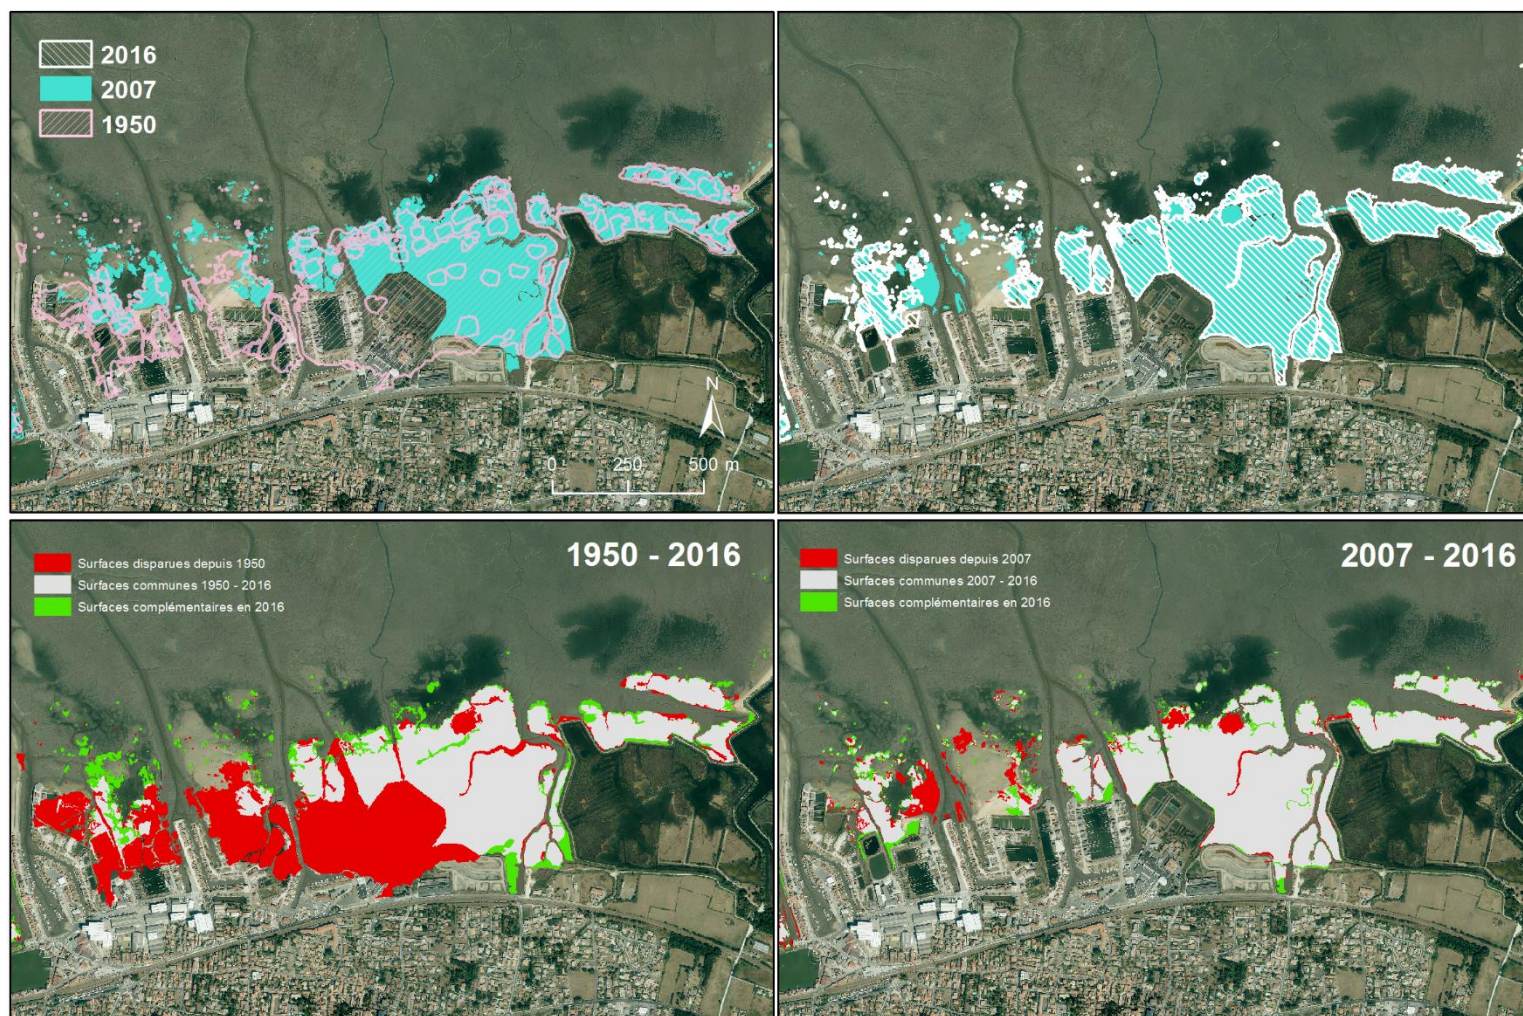 2016
2007
1950
N
0 250 500 m
1950 - 2016
Surfaces disparues depuis 1950
Surfaces communes 1950 - 2016
Surfaces complémentaires en 2016
2007 - 2016
Surfaces disparues depuis 2007
Surfaces communes 2007 - 2016
Surfaces complémentaires en 2016